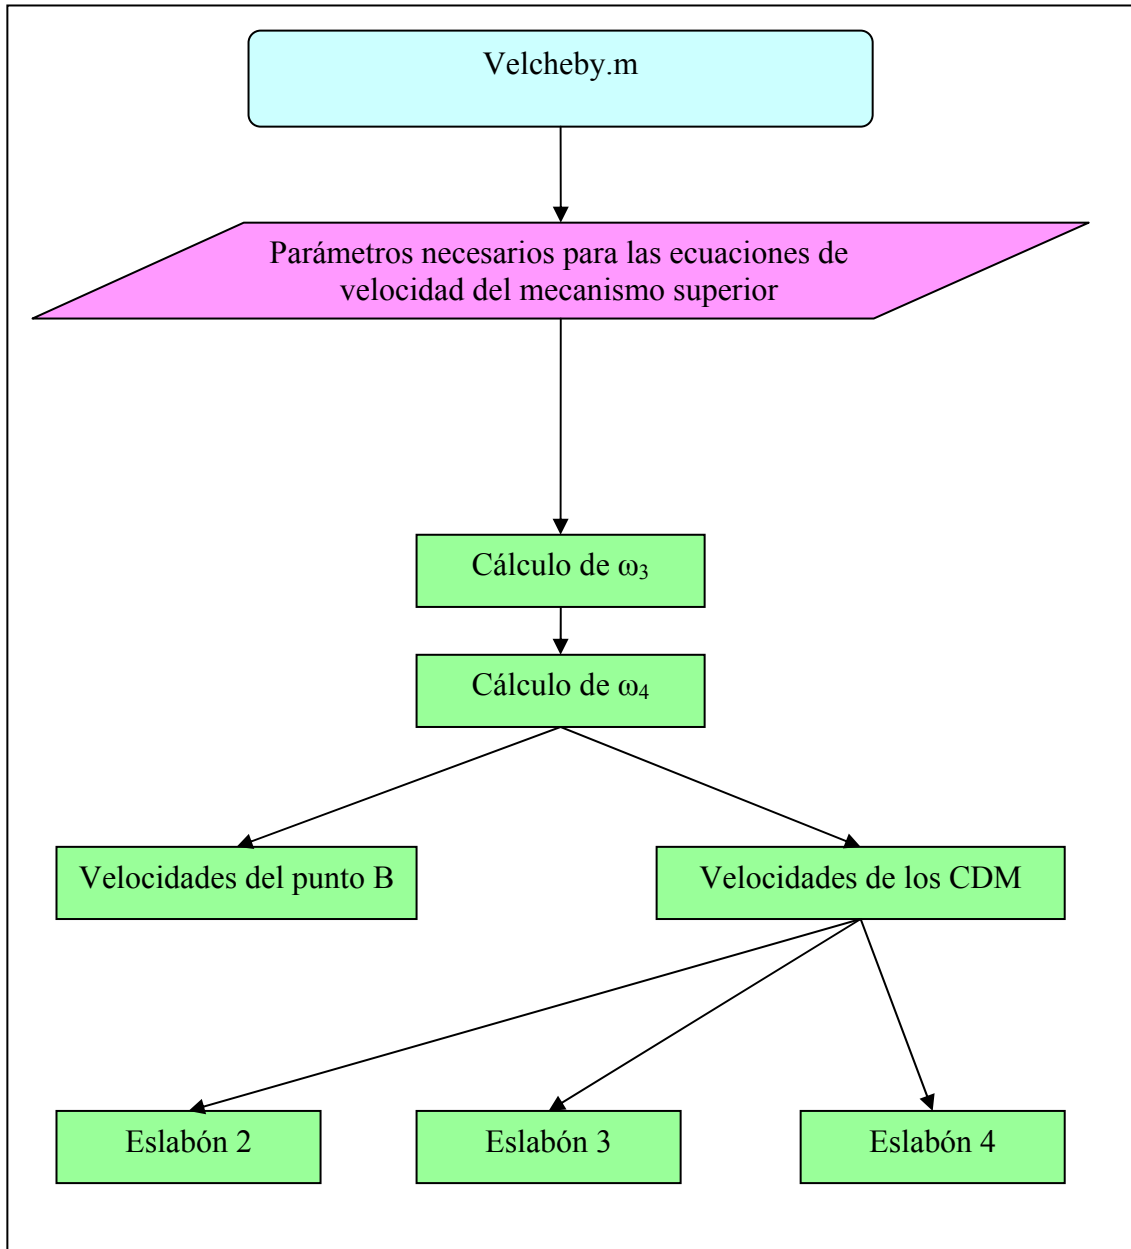 Velcheby.m
Parámetros necesarios para las ecuaciones de
velocidad del mecanismo superior
Cálculo de ω₃
Cálculo de ω₄
Velocidades del punto B
Velocidades de los CDM
Eslabón 2
Eslabón 3
Eslabón 4